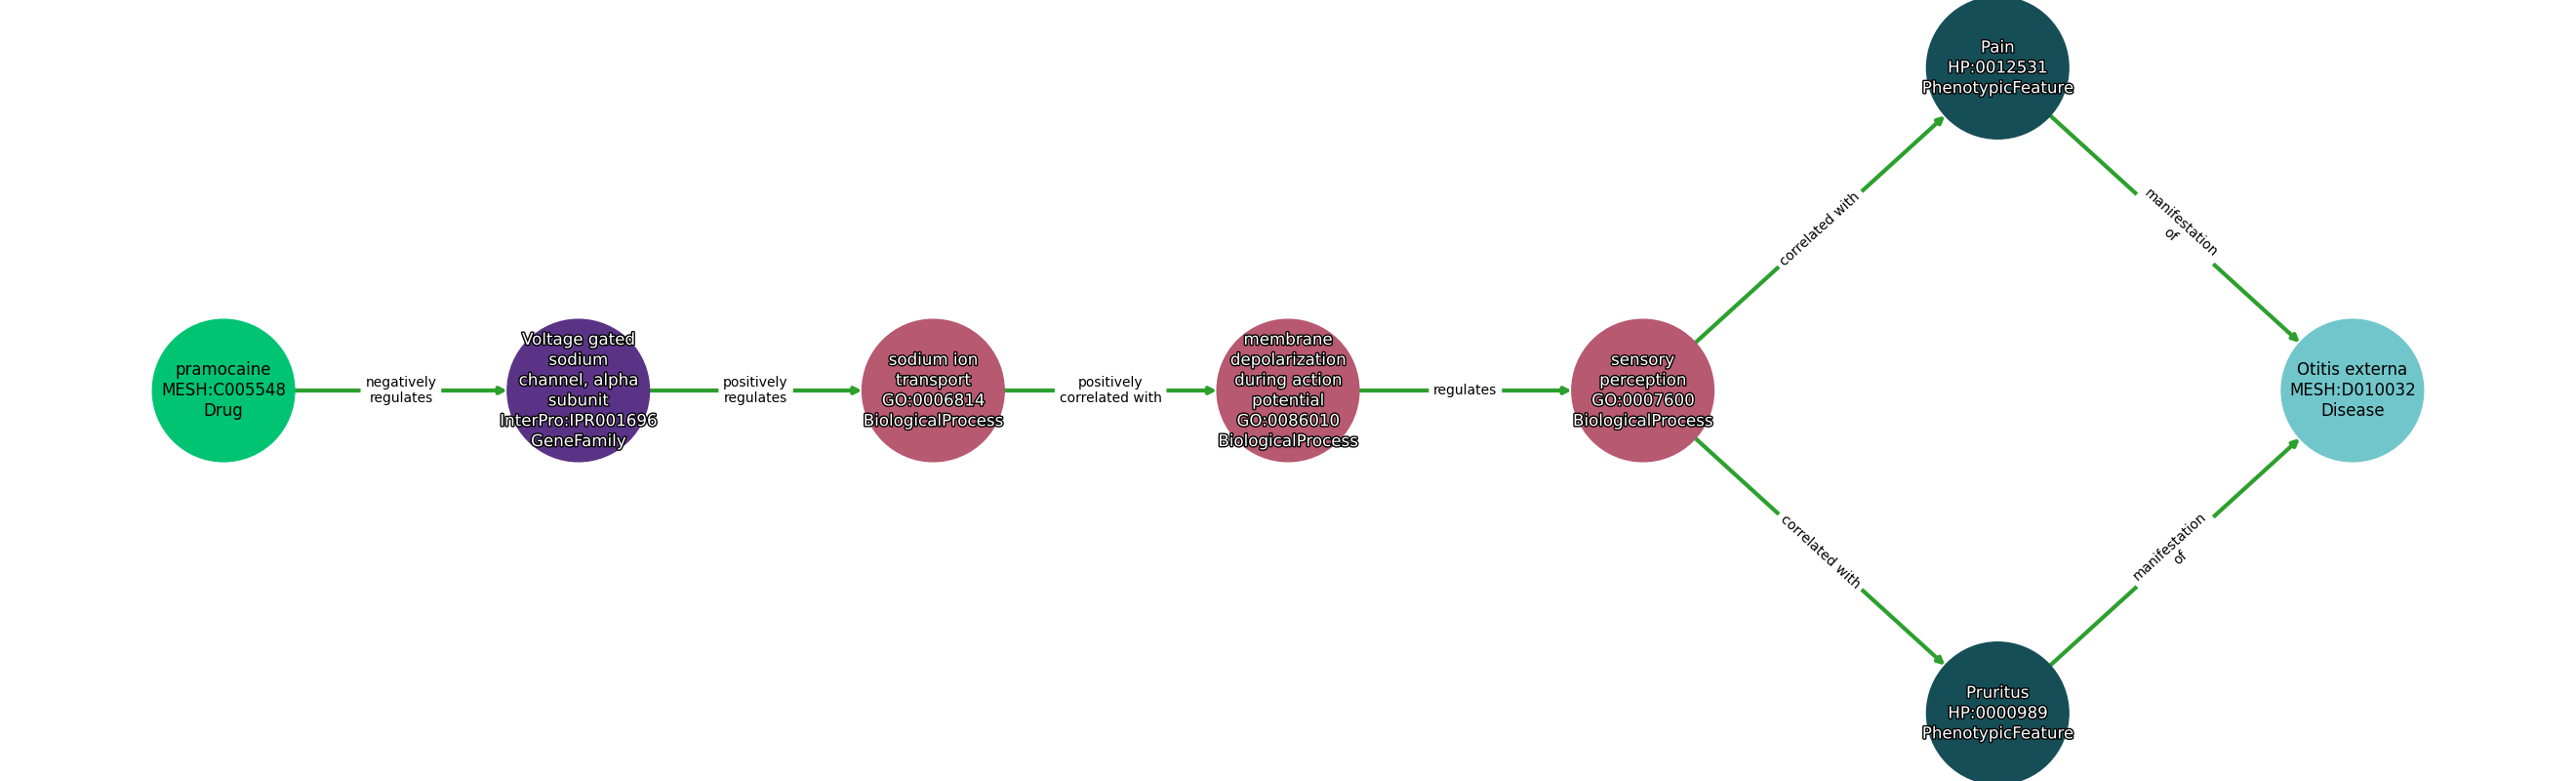 pramocaine
MESH:C005548
Drug
negatively
regulates
Voltage gated
sodium
channel, alpha
subunit
InterPro:IPR001696
GeneFamily
positively
regulates
sodium ion
transport
GO:0006814
BiologicalProcess
positively
correlated with
membrane
depolarization
during action
potential
GO:0086010
BiologicalProcess
regulates
sensory
perception
GO:0007600
BiologicalProcess
correlated with
Pain
HP:0012531
PhenotypicFeature
manifestation
of
correlated with
Pruritus
HP:0000989
PhenotypicFeature
manifestation
of
Otitis externa
MESH:D010032
Disease